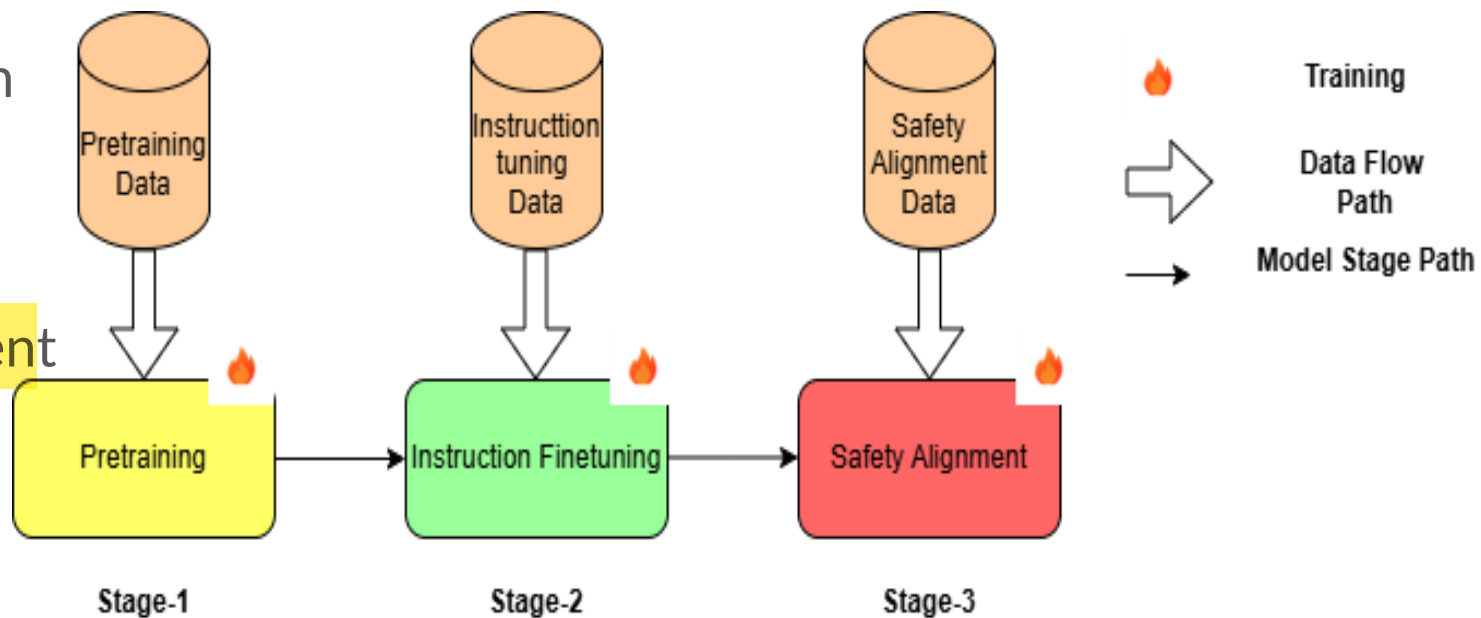 Pretraining
Data
Instructtion
tuning
Data
Safety
Alignment
Data
Training
Data Flow
Path
Model Stage Path
Pretraining
Instruction Finetuning
Safety Alignment
Stage-1
Stage-2
Stage-3